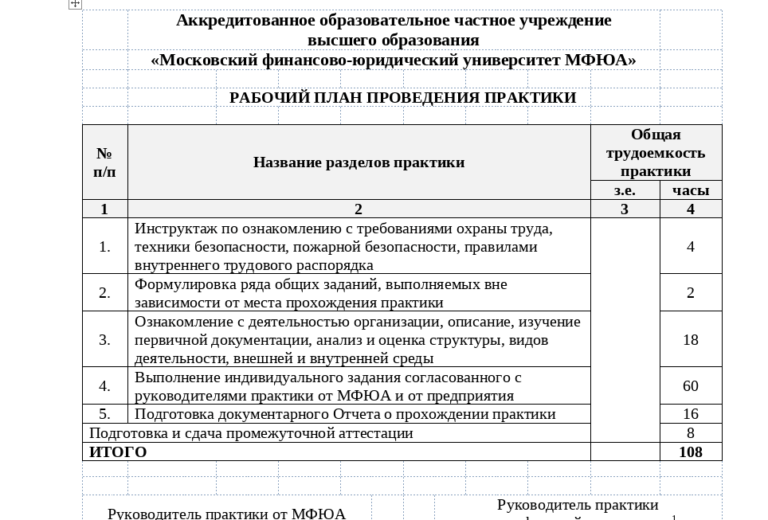 Аккредитованное образовательное частное учреждение
высшего образования
«Московский финансово-юридический университет МФЮА»
РАБОЧИЙ ПЛАН ПРОВЕДЕНИЯ ПРАКТИКИ
№
п/п
Название разделов практики
Общая
трудоемкость
практики
з.е.
часы
1
2
3
4
1.
Инструктаж по ознакомлению с требованиями охраны труда,
техники безопасности, пожарной безопасности, правилами
внутреннего трудового распорядка
4
2.
Формулировка ряда общих заданий, выполняемых вне
зависимости от места прохождения практики
2
3.
Ознакомление с деятельностью организации, описание, изучение
первичной документации, анализ и оценка структуры, видов
деятельности, внешней и внутренней среды
18
4.
Выполнение индивидуального задания согласованного с
руководителями практики от МФЮА и от предприятия
60
5.
Подготовка документарного Отчета о прохождении практики
16
Подготовка и сдача промежуточной аттестации
8
ИТОГО
108
Руководитель практики от МФЮА
Руководитель практики
1